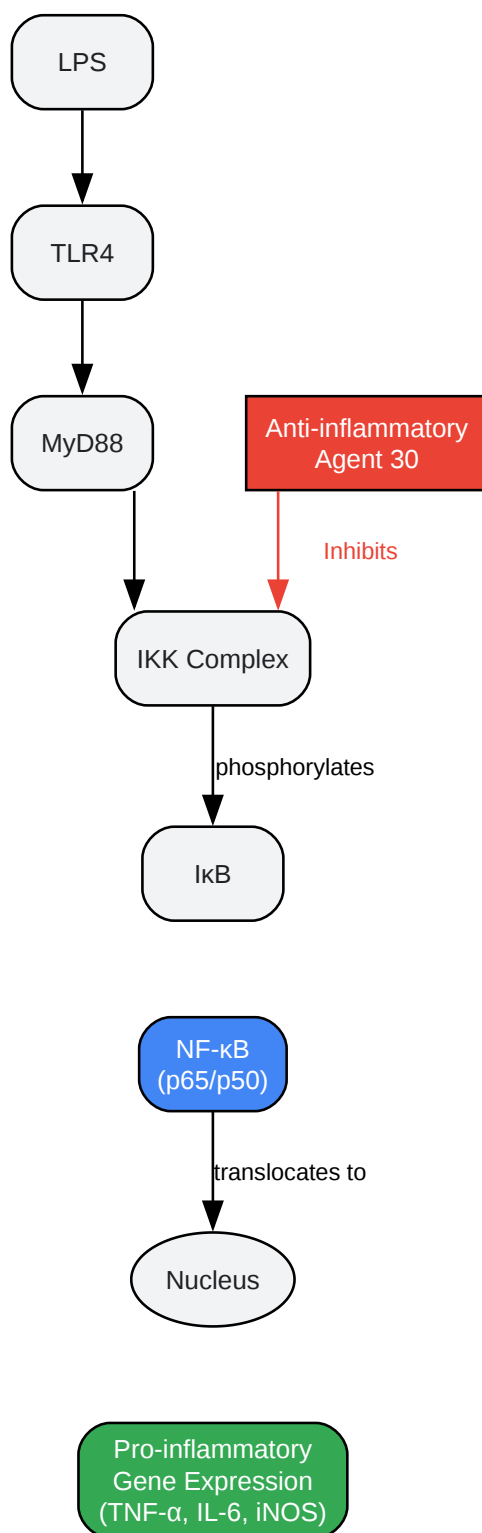 LPS
TLR4
MyD88
Anti-inflammatory
Agent 30
Inhibits
IKK Complex
phosphorylates
IκB
NF-κB
(p65/p50)
translocates to
Nucleus
Pro-inflammatory
Gene Expression
(TNF-α, IL-6, iNOS)